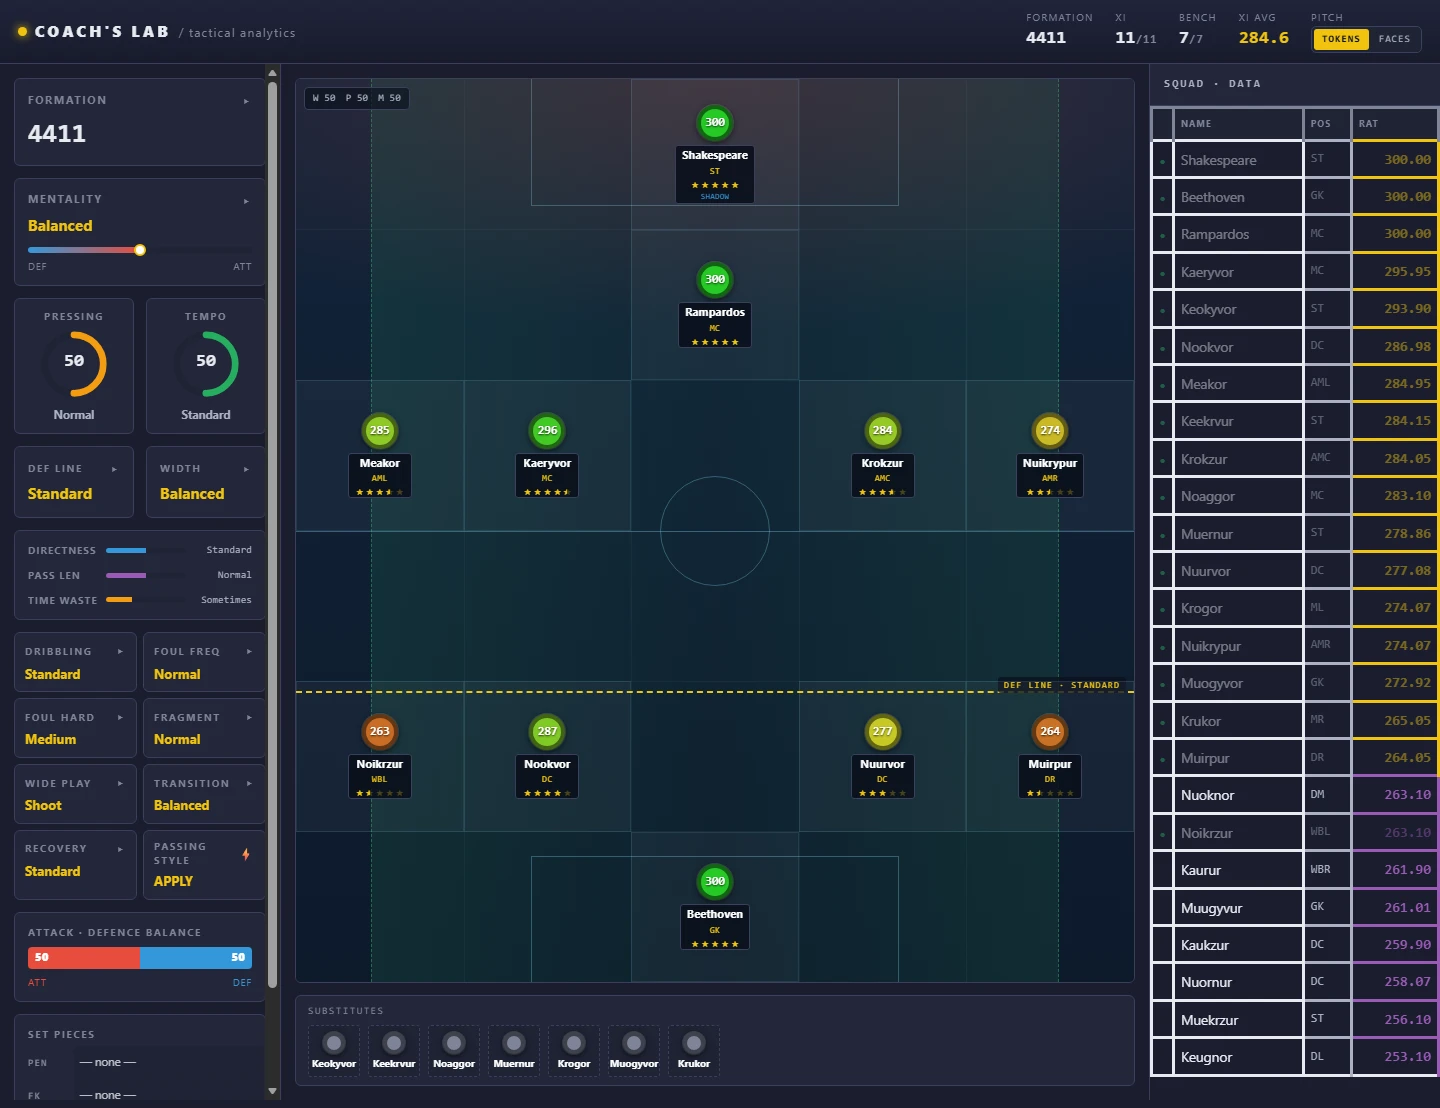 COACH'S LAB / tactical analytics
FORMATION
4411
XI
11/11
BENCH
7/7
XI AVG
284.6
PITCH
TOKENS FACES
FORMATION
4411
MENTALITY
Balanced
DEF ATT
PRESSING
50
Normal
TEMPO
50
Standard
DEF LINE
Standard
WIDTH
Balanced
DIRECTNESS Standard
PASS LEN Normal
TIME WASTE Sometimes
DRIBBLING
Standard
FOUL FREQ
Normal
FOUL HARD
Medium
FRAGMENT
Normal
WIDE PLAY
Shoot
TRANSITION
Balanced
RECOVERY
Standard
PASSING STYLE
APPLY
ATTACK · DEFENCE BALANCE
50 50
ATT DEF
SET PIECES
PEN — none —
FK — none —
W 50 P 50 M 50
300
Shakespeare
ST
★★★★★
SHADOW
300
Rampardos
MC
★★★★★
285
Meakor
AML
296
Kaeryvor
MC
284
Krokzur
AMC
274
Nuikrypur
AMR
DEF LINE · STANDARD
263
Noikrzur
WBL
287
Nookvor
DC
277
Nuurvor
DC
264
Muirpur
DR
300
Beethoven
GK
★★★★★
SUBSTITUTES
Keokyvor Keekrvur Noaggor Muernur Krogor Muogyvor Krukor
SQUAD · DATA
NAME POS RAT
Shakespeare ST 300.00
Beethoven GK 300.00
Rampardos MC 300.00
Kaeryvor MC 295.95
Keokyvor ST 293.90
Nookvor DC 286.98
Meakor AML 284.95
Keekrvur ST 284.15
Krokzur AMC 284.05
Noaggor MC 283.10
Muernur ST 278.86
Nuurvor DC 277.08
Krogor ML 274.07
Nuikrypur AMR 274.07
Muogyvor GK 272.92
Krukor MR 265.05
Muirpur DR 264.05
Nuoknor DM 263.10
Noikrzur WBL 263.10
Kaurur WBR 261.90
Muugyvur GK 261.01
Kaukzur DC 259.90
Nuornur DC 258.07
Muekrzur ST 256.10
Keugnor DL 253.10